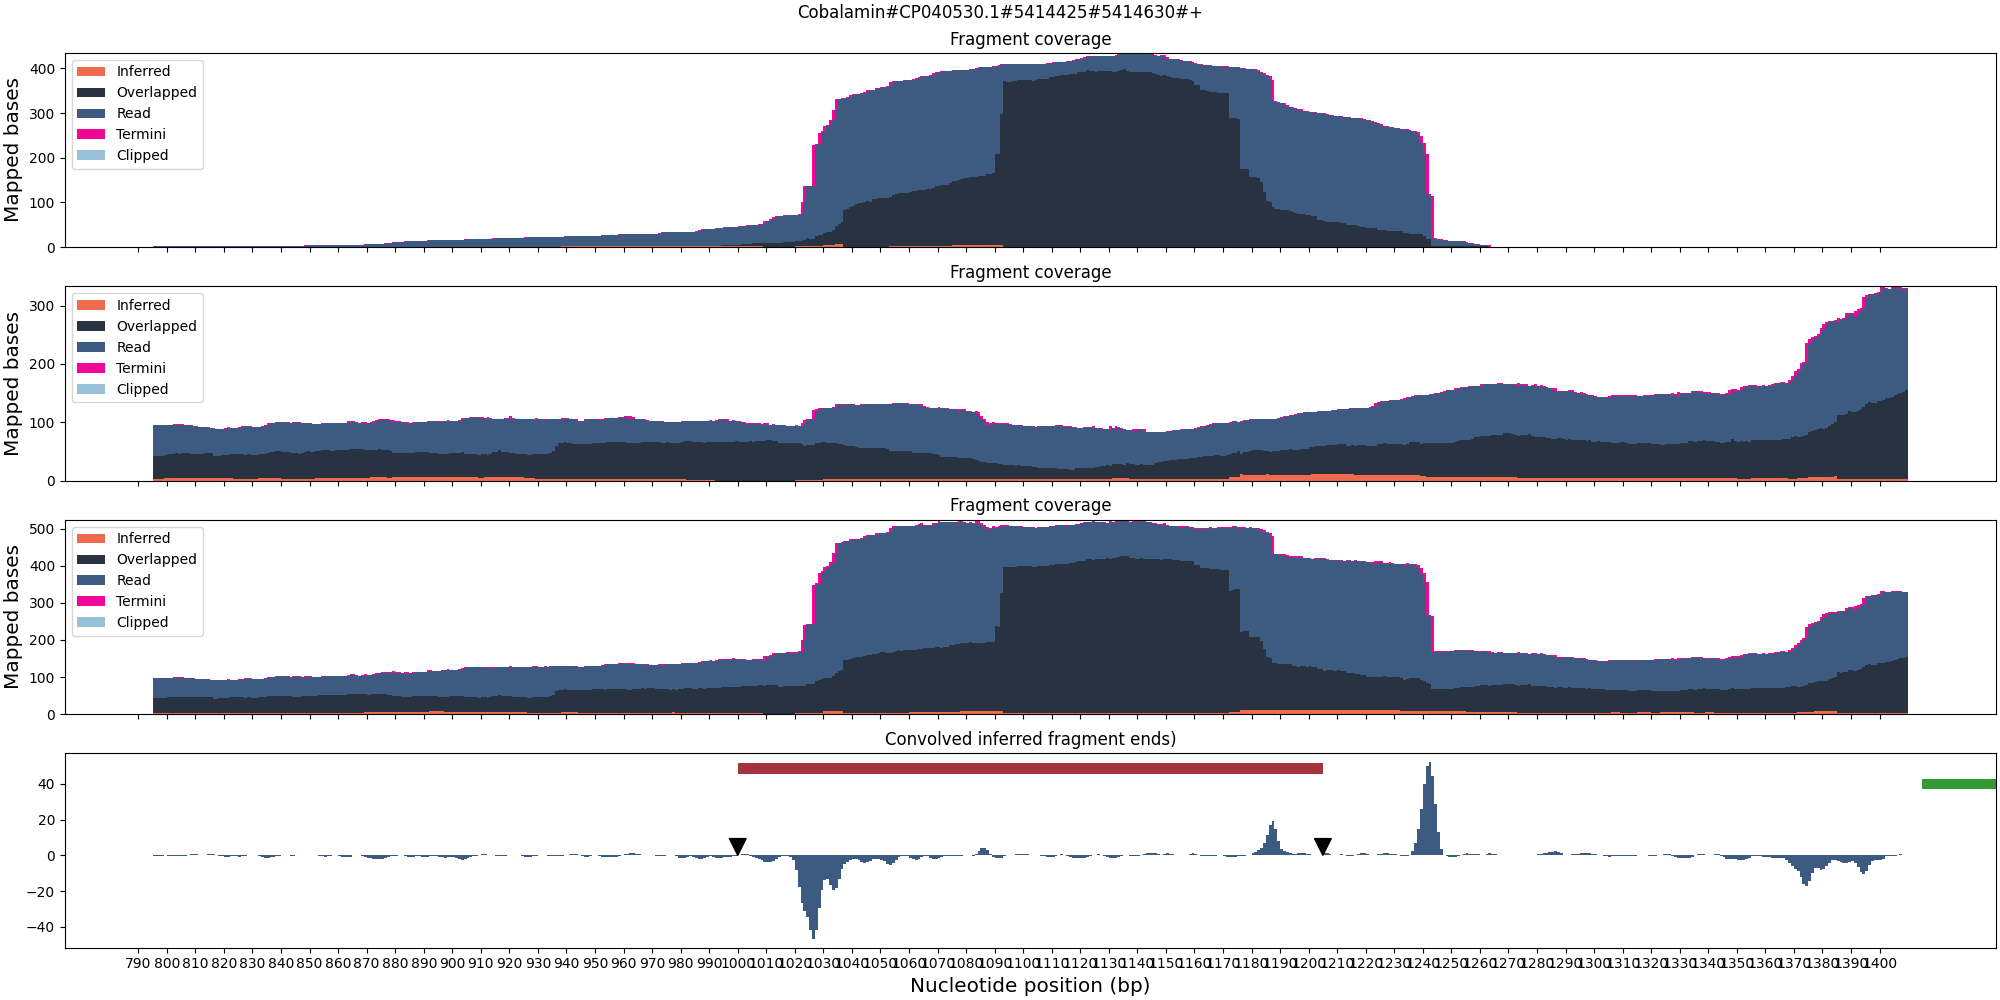 Cobalamin#CP040530.1#5414425#5414630#+
Fragment coverage
Mapped bases
400
300
200
100
0
Inferred
Overlapped
Read
Termini
Clipped
Fragment coverage
Mapped bases
300
200
100
0
Inferred
Overlapped
Read
Termini
Clipped
Fragment coverage
Mapped bases
500
400
300
200
100
0
Inferred
Overlapped
Read
Termini
Clipped
Convolved inferred fragment ends)
40
20
0
−20
−40
790 800 810 820 830 840 850 860 870 880 890 900 910 920 930 940 950 960 970 980 990 1000 1010 1020 1030 1040 1050 1060 1070 1080 1090 1100 1110 1120 1130 1140 1150 1160 1170 1180 1190 1200 1210 1220 1230 1240 1250 1260 1270 1280 1290 1300 1310 1320 1330 1340 1350 1360 1370 1380 1390 1400
Nucleotide position (bp)